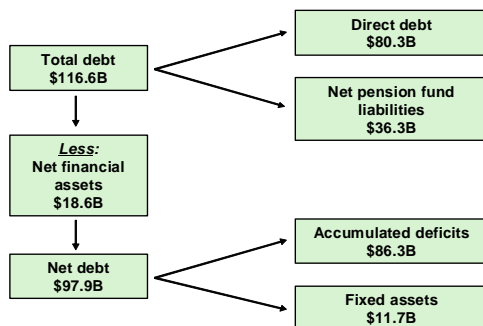 Total debt
$116.6B
Direct debt
$80.3B
Net pension fund
liabilities
$36.3B
Less:
Net financial
assets
$18.6B
Net debt
$97.9B
Accumulated deficits
$86.3B
Fixed assets
$11.7B